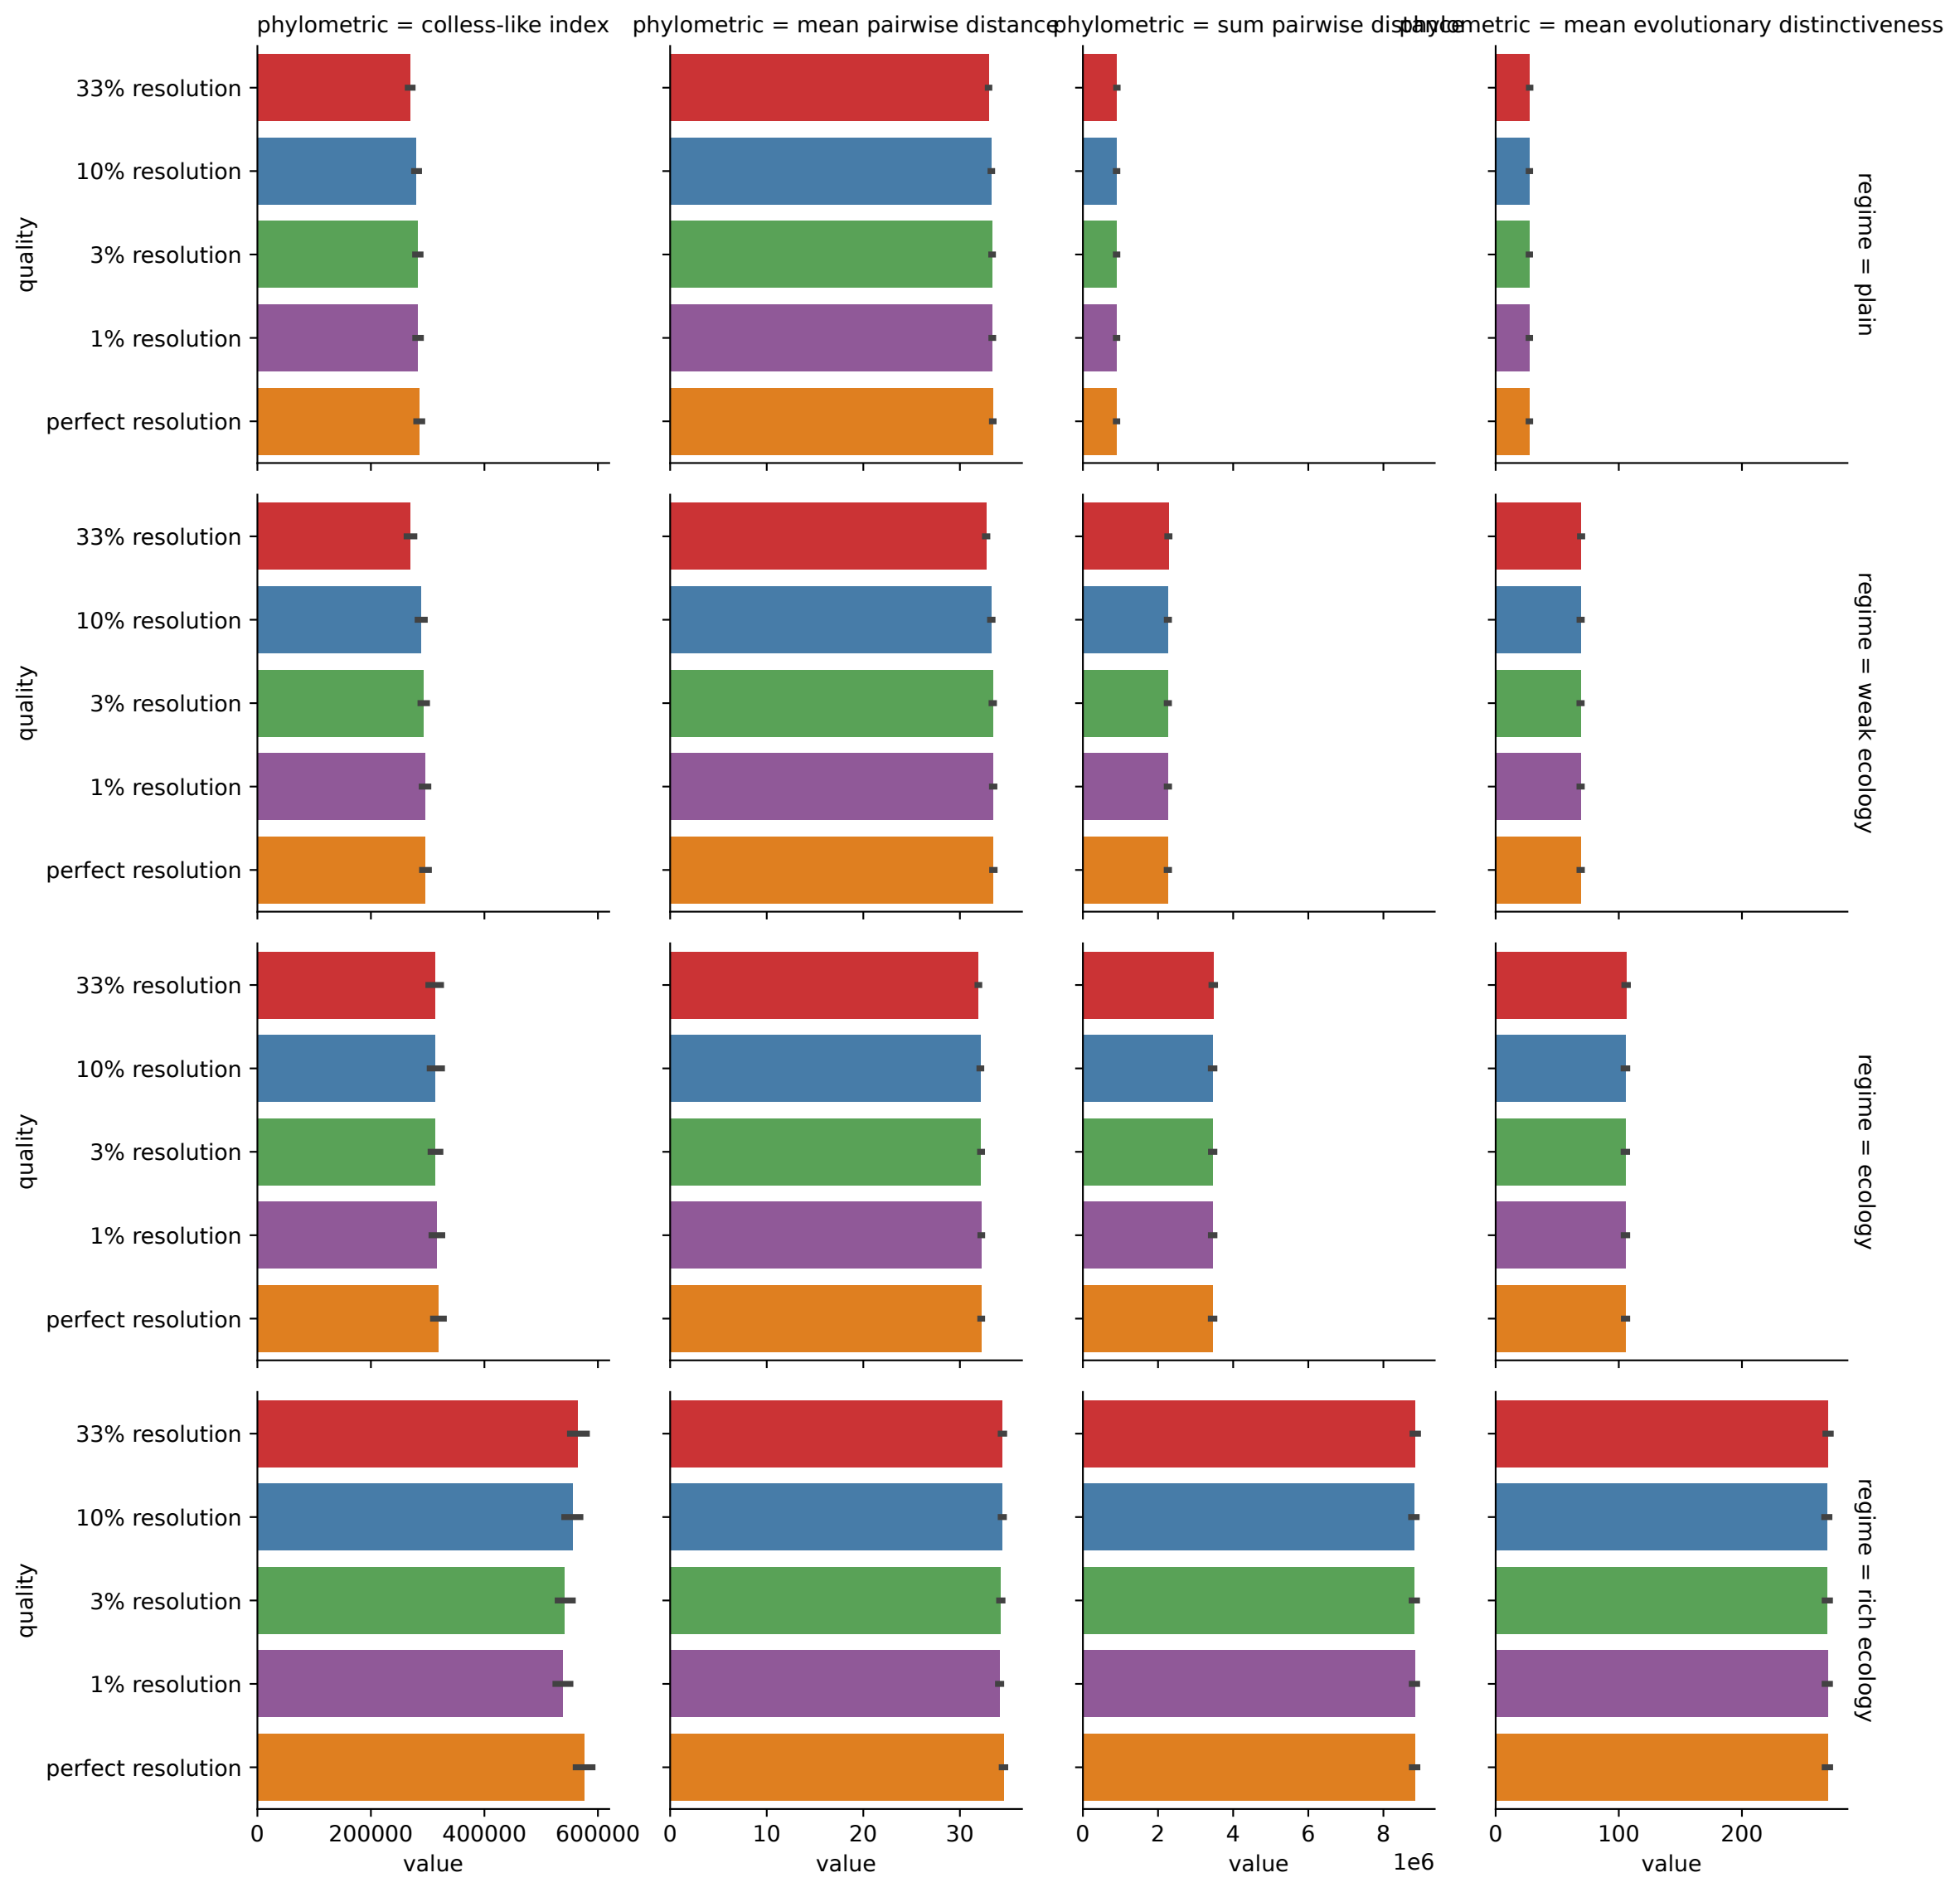 phylometric = colless-like index
phylometric = mean pairwise distance
phylometric = sum pairwise distance
phylometric = mean evolutionary distinctiveness
quality
33% resolution
10% resolution
3% resolution
1% resolution
perfect resolution
regime = plain
quality
33% resolution
10% resolution
3% resolution
1% resolution
perfect resolution
regime = weak ecology
quality
33% resolution
10% resolution
3% resolution
1% resolution
perfect resolution
regime = ecology
quality
33% resolution
10% resolution
3% resolution
1% resolution
perfect resolution
regime = rich ecology
0 200000 400000 600000
value
0 10 20 30
value
0 2 4 6 8
1e6
value
0 100 200
value